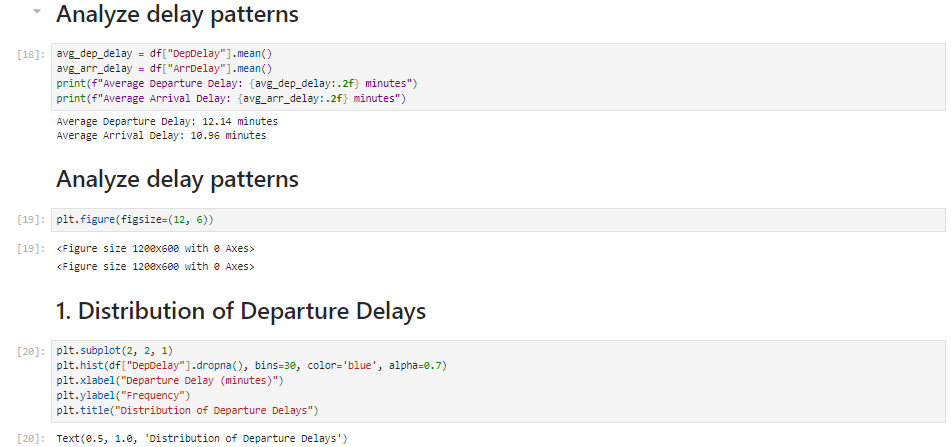 Analyze delay patterns
[18]: avg_dep_delay = df["DepDelay"].mean()
avg_arr_delay = df["ArrDelay"].mean()
print(f"Average Departure Delay: {avg_dep_delay:.2f} minutes")
print(f"Average Arrival Delay: {avg_arr_delay:.2f} minutes")
Average Departure Delay: 12.14 minutes
Average Arrival Delay: 10.96 minutes
Analyze delay patterns
[19]: plt.figure(figsize=(12, 6))
[19]: <Figure size 1200x600 with 0 Axes>
<Figure size 1200x600 with 0 Axes>
1. Distribution of Departure Delays
[20]: plt.subplot(2, 2, 1)
plt.hist(df["DepDelay"].dropna(), bins=30, color='blue', alpha=0.7)
plt.xlabel("Departure Delay (minutes)")
plt.ylabel("Frequency")
plt.title("Distribution of Departure Delays")
[20]: Text(0.5, 1.0, 'Distribution of Departure Delays')